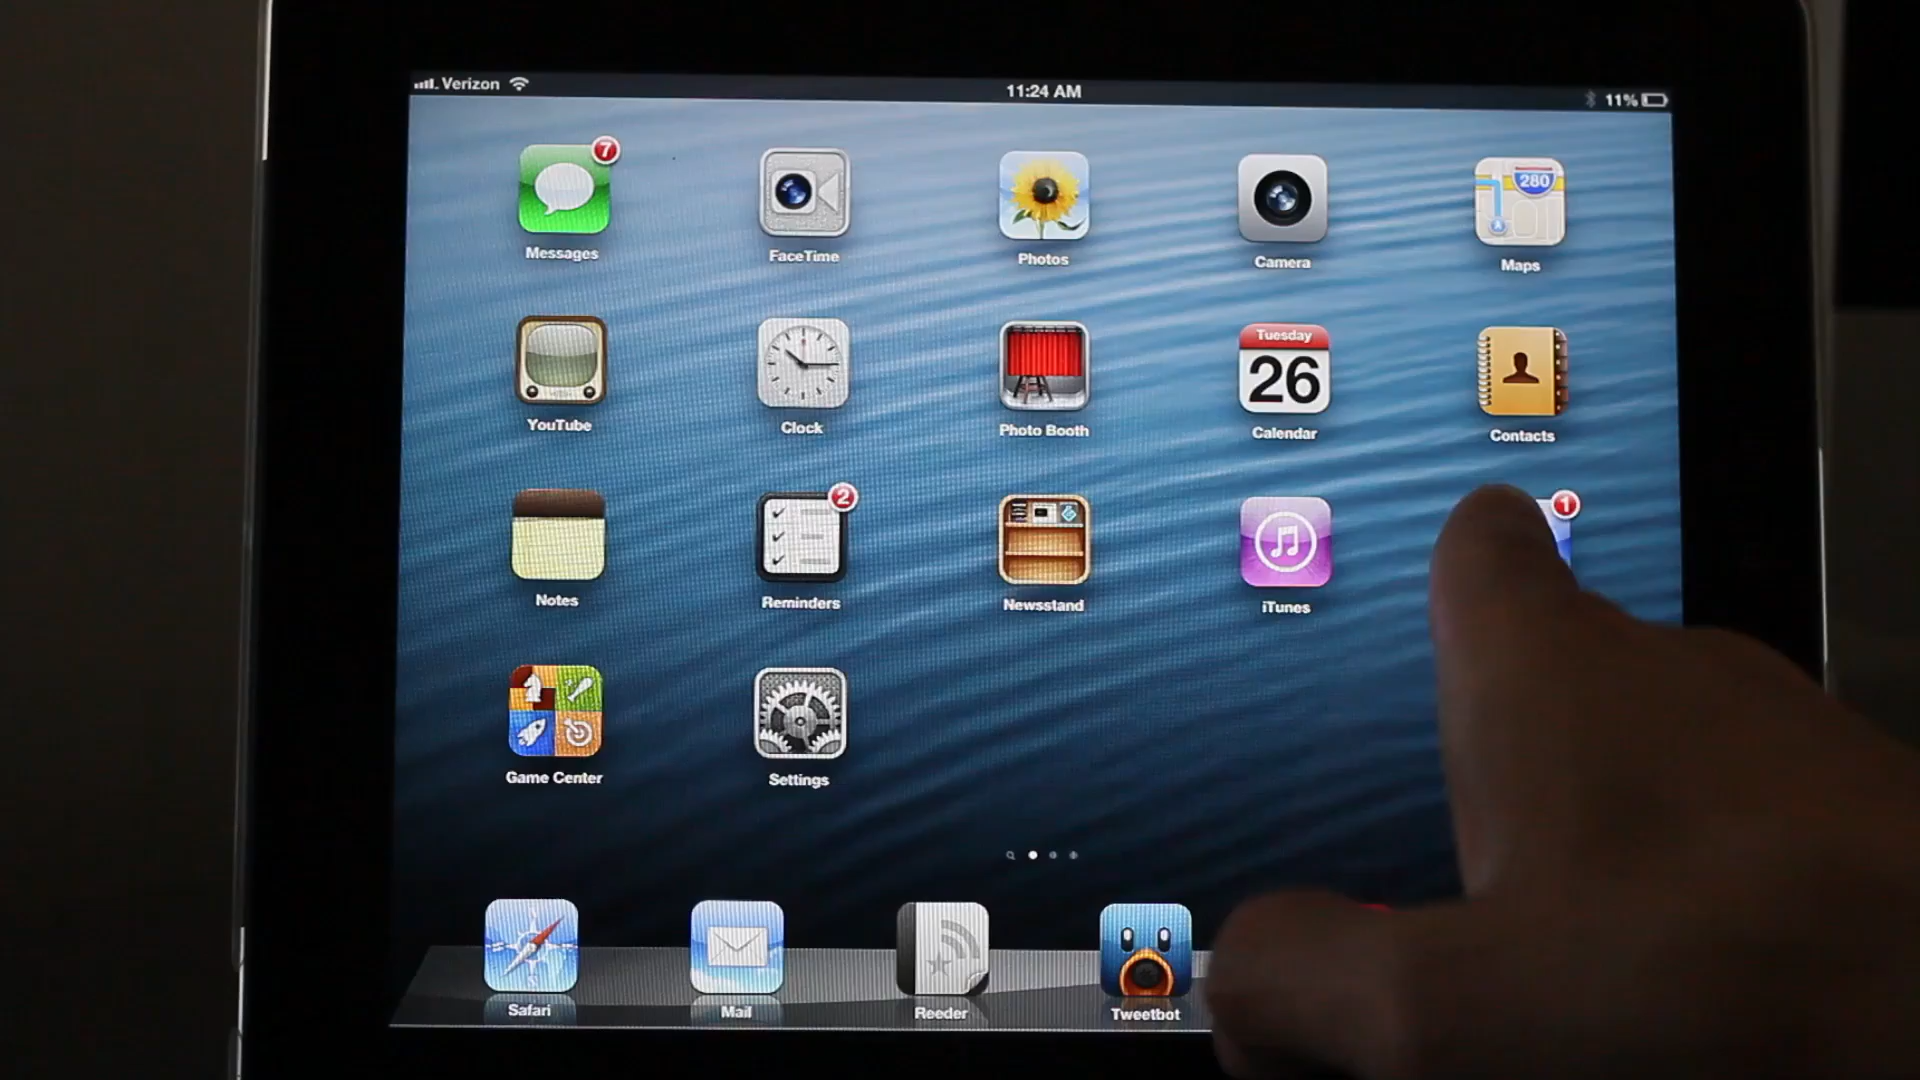 Verizon 11:24 AM 11%
7
280
Messages FaceTime Photos Camera Maps
Tuesday
26
YouTube Clock Photo Booth Calendar Contacts
2 1
Notes Reminders Newsstand iTunes
Game Center Settings
Safari Mail Reeder Tweetbot